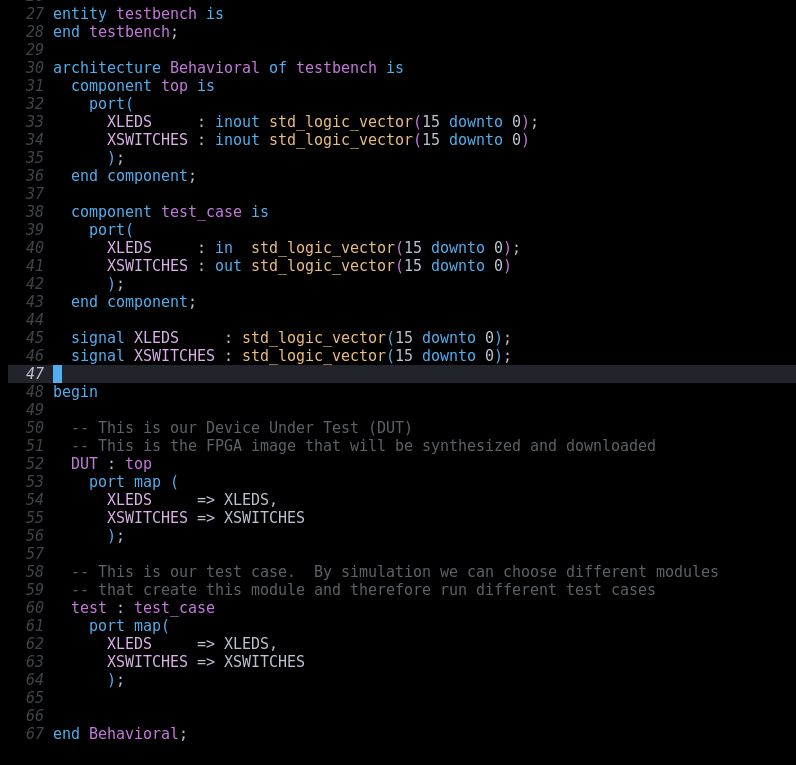 27 entity testbench is
28 end testbench;
29
30 architecture Behavioral of testbench is
31   component top is
32     port(
33       XLEDS     : inout std_logic_vector(15 downto 0);
34       XSWITCHES : inout std_logic_vector(15 downto 0)
35       );
36   end component;
37
38   component test_case is
39     port(
40       XLEDS     : in  std_logic_vector(15 downto 0);
41       XSWITCHES : out std_logic_vector(15 downto 0)
42       );
43   end component;
44
45   signal XLEDS     : std_logic_vector(15 downto 0);
46   signal XSWITCHES : std_logic_vector(15 downto 0);
47
48 begin
49
50   -- This is our Device Under Test (DUT)
51   -- This is the FPGA image that will be synthesized and downloaded
52   DUT : top
53     port map (
54       XLEDS     => XLEDS,
55       XSWITCHES => XSWITCHES
56       );
57
58   -- This is our test case.  By simulation we can choose different modules
59   -- that create this module and therefore run different test cases
60   test : test_case
61     port map(
62       XLEDS     => XLEDS,
63       XSWITCHES => XSWITCHES
64       );
65
66
67 end Behavioral;